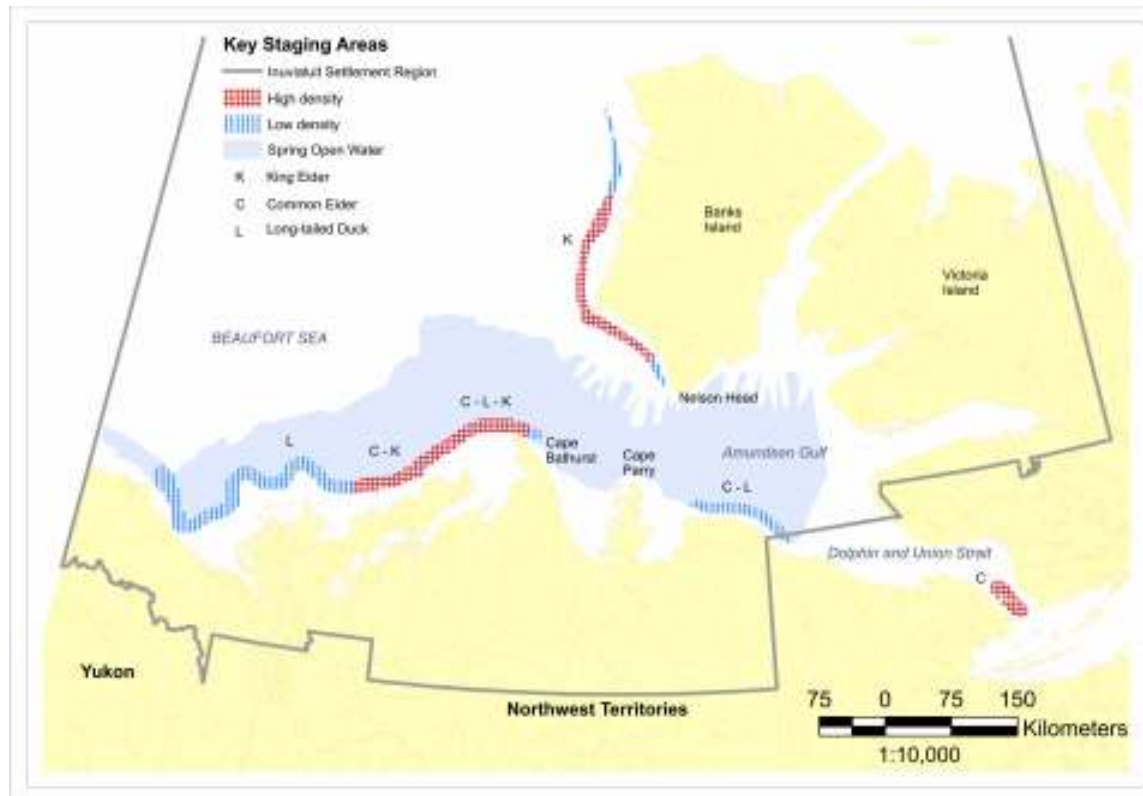 Key Staging Areas
Inuvialuit Settlement Region
High density
Low density
Spring Open Water
K King Eider
C Common Eider
L Long-tailed Duck
K
Banks
Island
Victoria
Island
BEAUFORT SEA
Nelson Head
C - L - K
L
C - K
Cape
Bathurst
Cape
Parry
Amundsen Gulf
C - L
Dolphin and Union Strait
C
Yukon
Northwest Territories
75 0 75 150
Kilometers
1:10,000